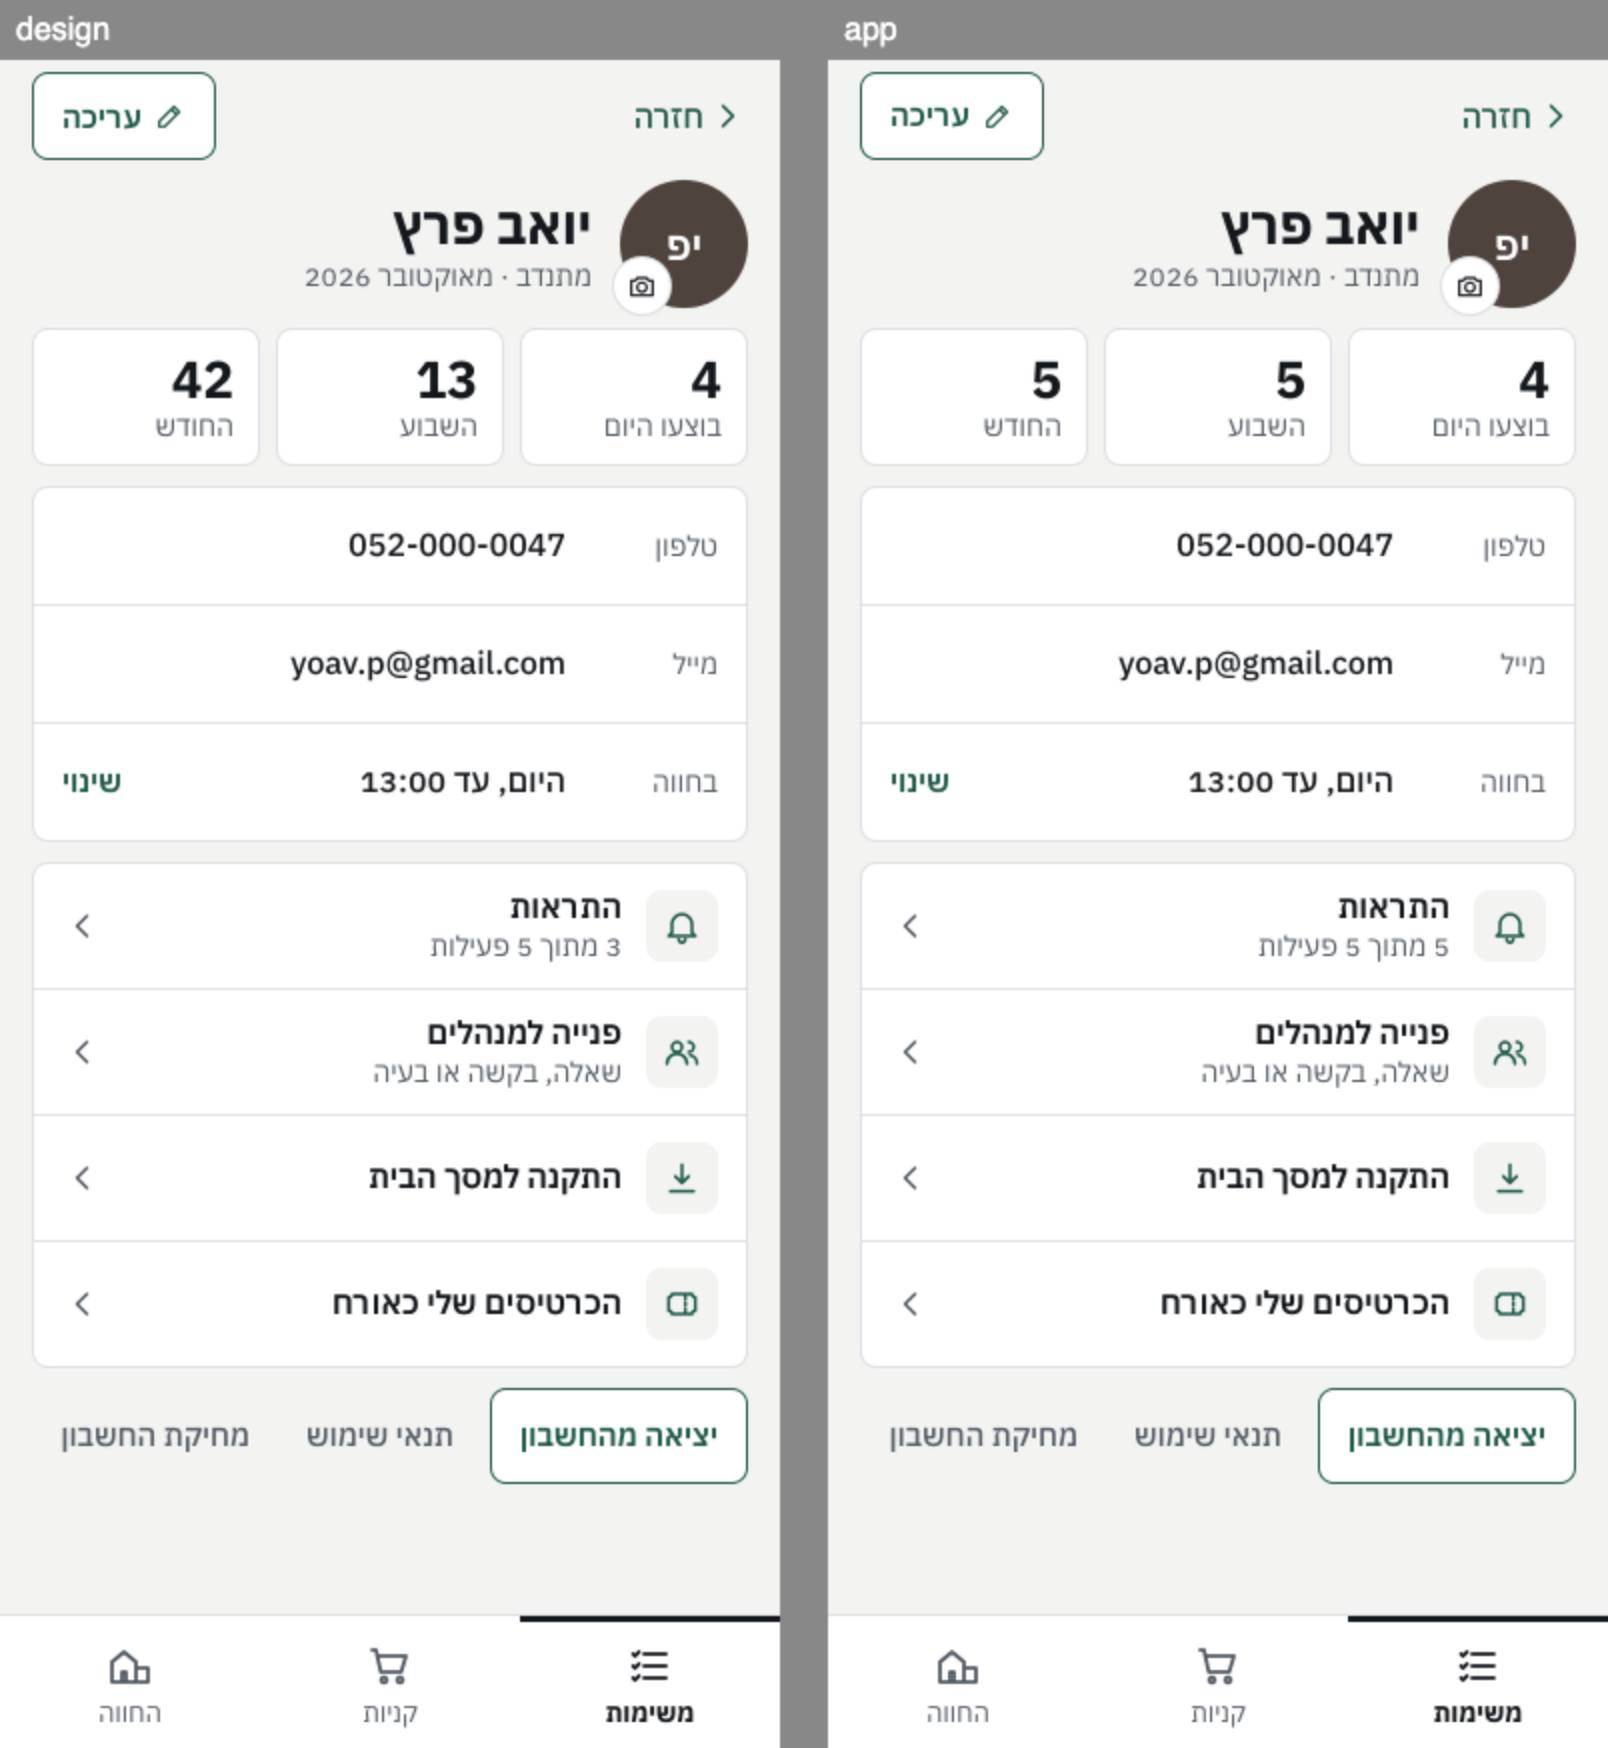 design
חזרה
עריכה
יפ
יואב פרץ
מתנדב · מאוקטובר 2026
4
בוצעו היום
13
השבוע
42
החודש
טלפון 052-000-0047
מייל yoav.p@gmail.com
בחווה היום, עד 13:00 שינוי
התראות
3 מתוך 5 פעילות
פנייה למנהלים
שאלה, בקשה או בעיה
התקנה למסך הבית
הכרטיסים שלי כאורח
יציאה מהחשבון
תנאי שימוש
מחיקת החשבון
משימות
קניות
החווה
app
חזרה
עריכה
יפ
יואב פרץ
מתנדב · מאוקטובר 2026
4
בוצעו היום
5
השבוע
5
החודש
טלפון 052-000-0047
מייל yoav.p@gmail.com
בחווה היום, עד 13:00 שינוי
התראות
5 מתוך 5 פעילות
פנייה למנהלים
שאלה, בקשה או בעיה
התקנה למסך הבית
הכרטיסים שלי כאורח
יציאה מהחשבון
תנאי שימוש
מחיקת החשבון
משימות
קניות
החווה